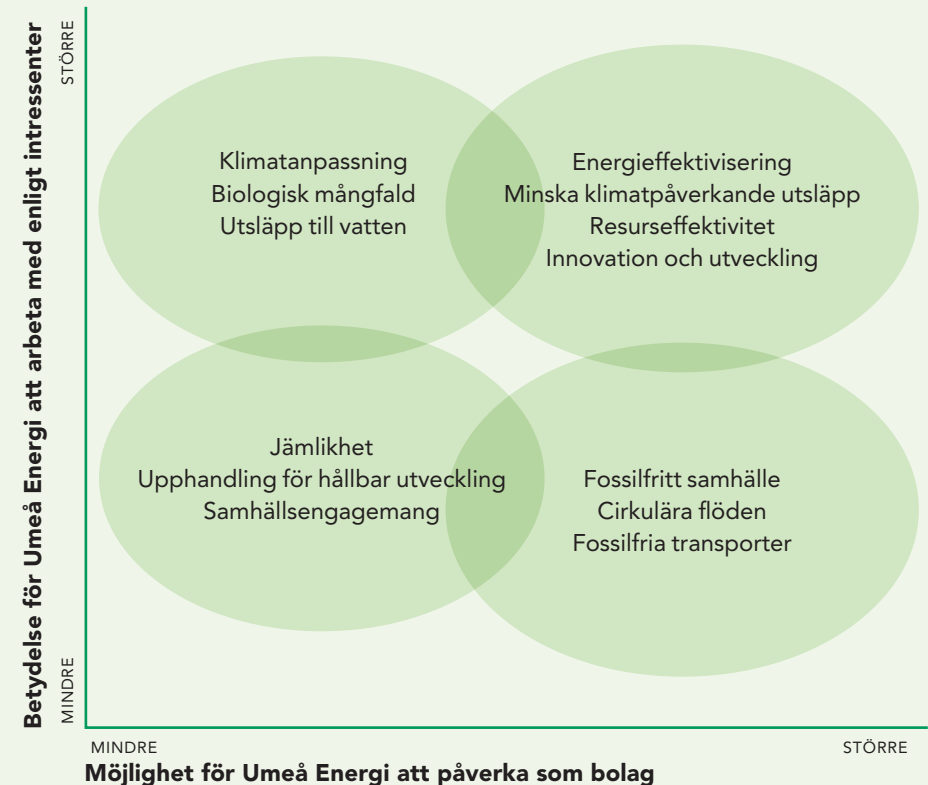 Betydelse för Umeå Energi att arbeta med enligt intressenter
STÖRRE
MINDRE
Klimatanpassning
Biologisk mångfald
Utsläpp till vatten
Energieffektivisering
Minska klimatpåverkande utsläpp
Resurseffektivitet
Innovation och utveckling
Jämlikhet
Upphandling för hållbar utveckling
Samhällsengagemang
Fossilfritt samhälle
Cirkulära flöden
Fossilfria transporter
MINDRE
STÖRRE
Möjlighet för Umeå Energi att påverka som bolag